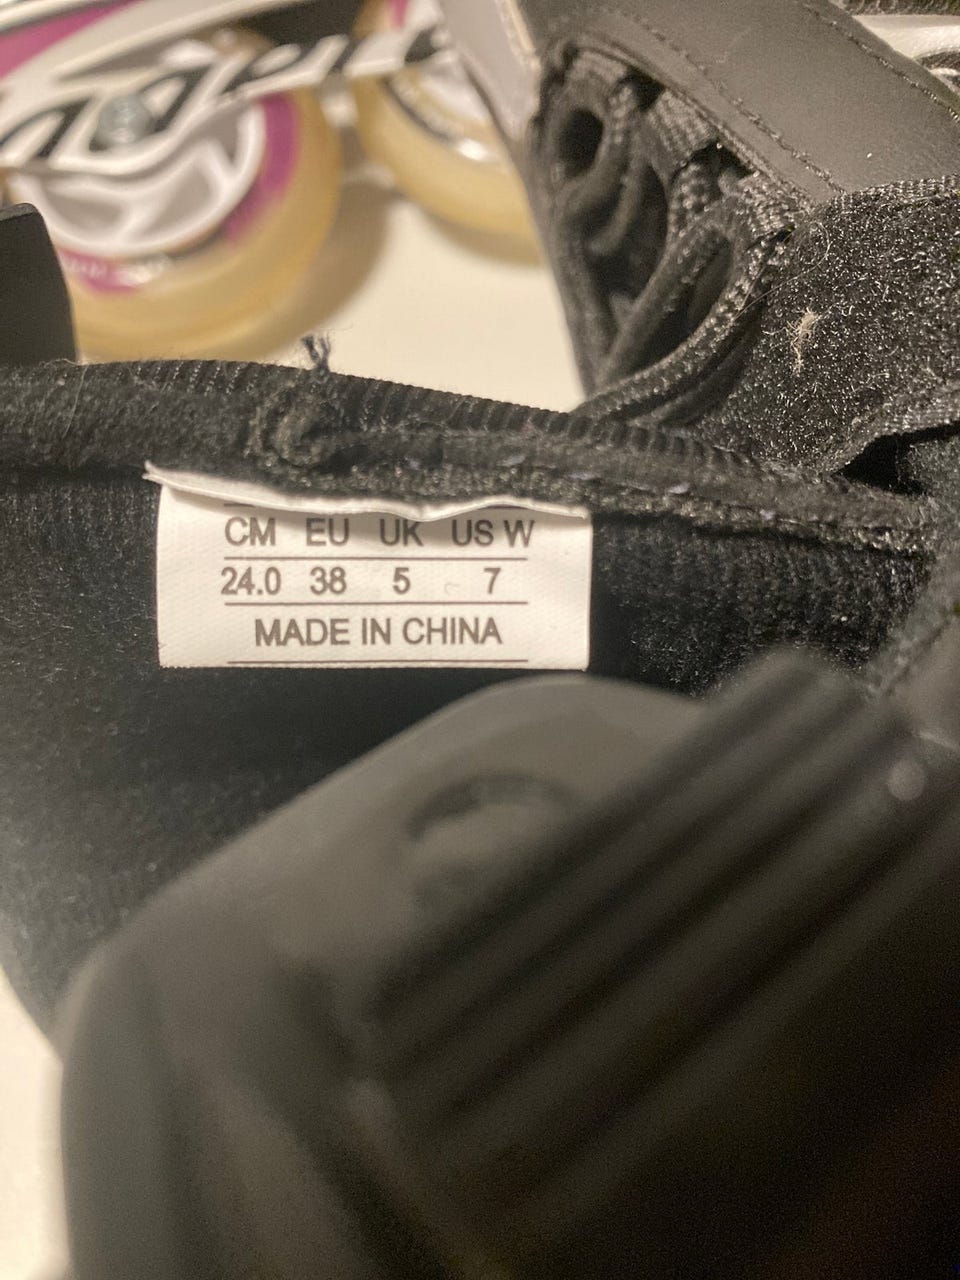 CM EU UK US W
24.0 38 5 7
MADE IN CHINA